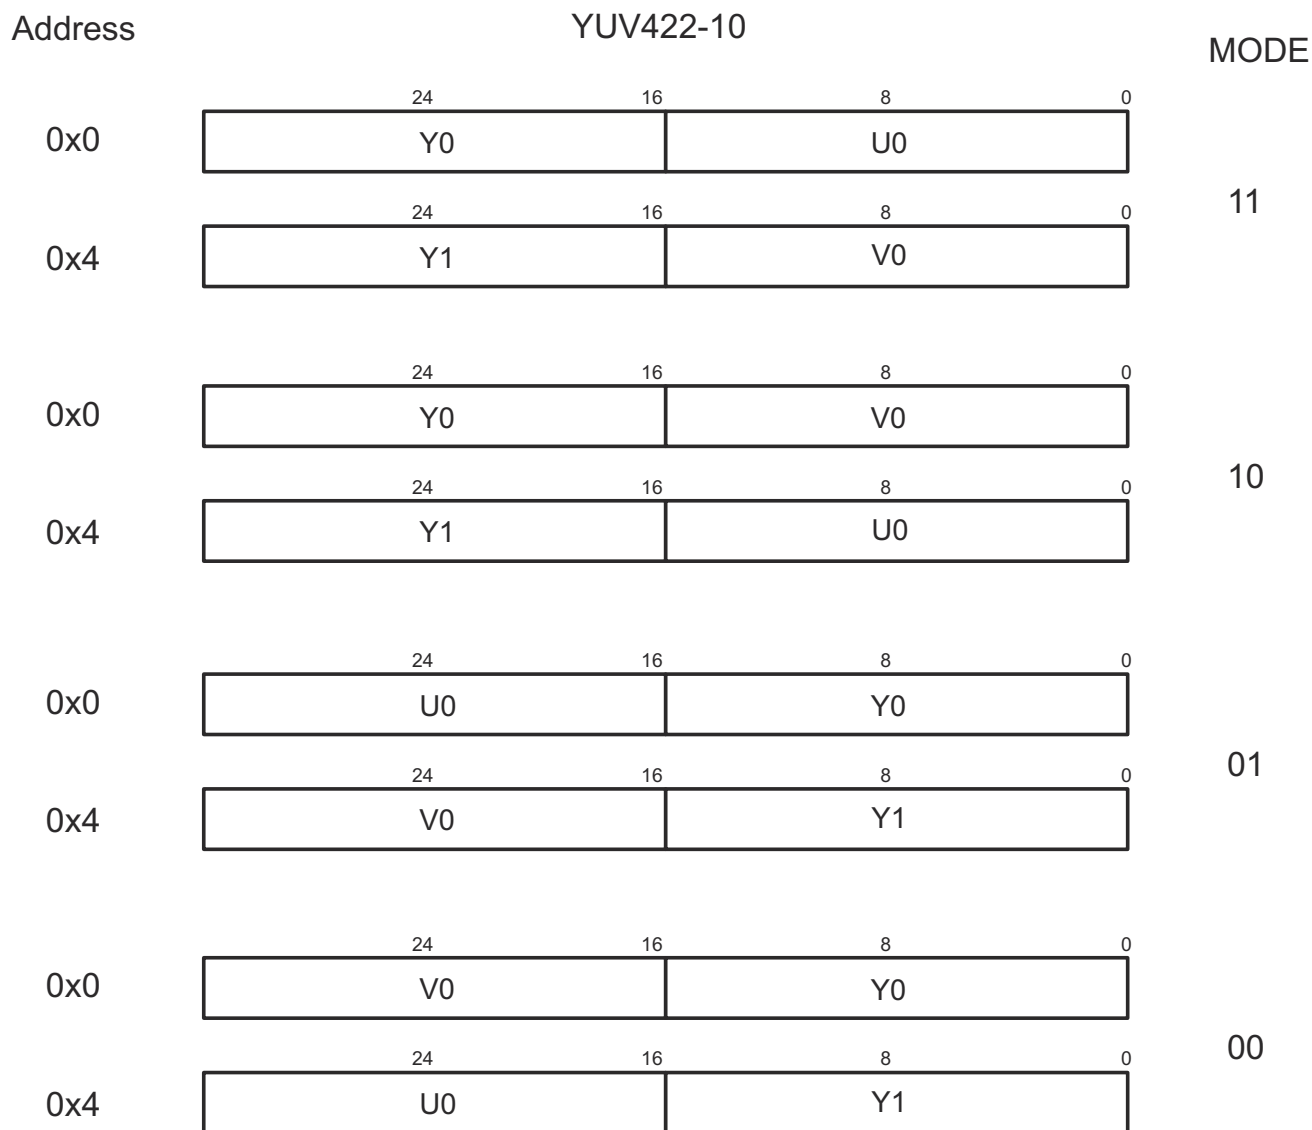 Address YUV422-10
MODE
24 16 8 0
0x0 Y0 U0
11
24 16 8 0
0x4 Y1 V0
24 16 8 0
0x0 Y0 V0
10
24 16 8 0
0x4 Y1 U0
24 16 8 0
0x0 U0 Y0
01
24 16 8 0
0x4 V0 Y1
24 16 8 0
0x0 V0 Y0
00
24 16 8 0
0x4 U0 Y1